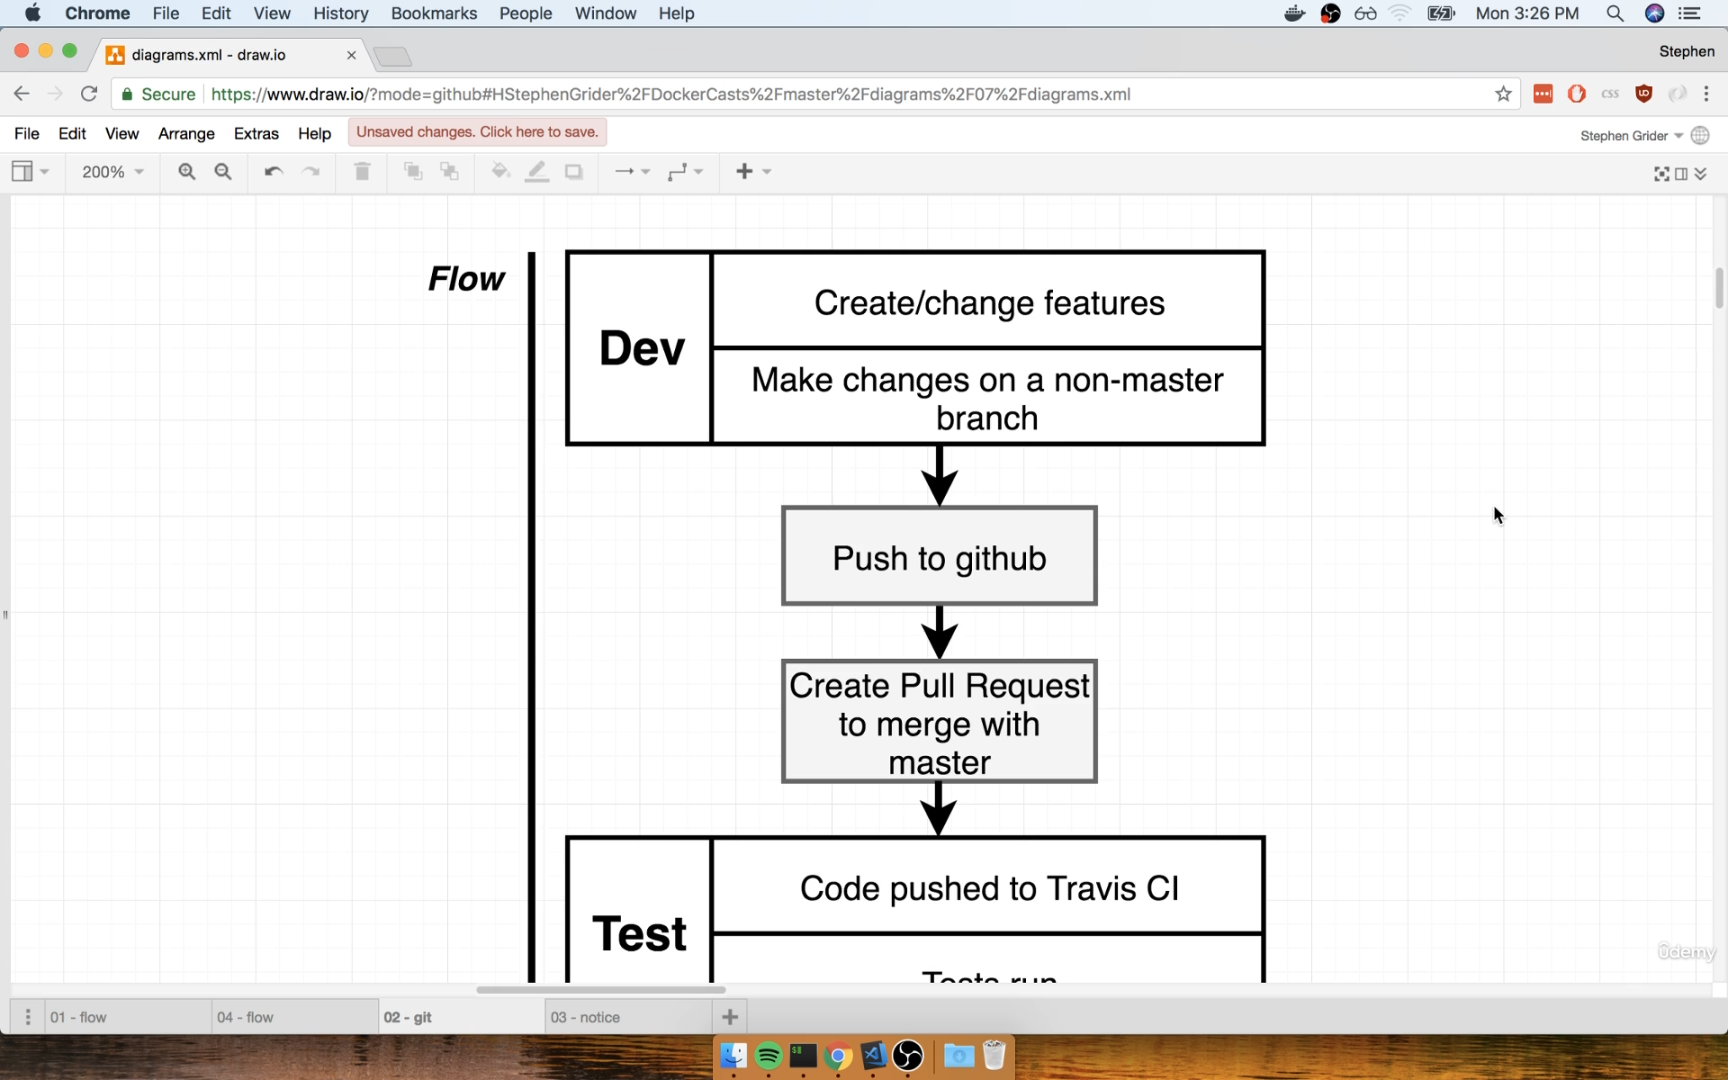 Chrome File Edit View History Bookmarks People Window Help Mon 3:26 PM
diagrams.xml - draw.io Stephen
Secure https://www.draw.io/?mode=github#HStephenGrider%2FDockerCasts%2Fmaster%2Fdiagrams%2F07%2Fdiagrams.xml css
File Edit View Arrange Extras Help Unsaved changes. Click here to save. Stephen Grider
200%
Flow
Dev
Create/change features
Make changes on a non-master
branch
Push to github
Create Pull Request
to merge with
master
Test
Code pushed to Travis CI
Tests run
ûdemy
01 - flow 04 - flow 02 - git 03 - notice